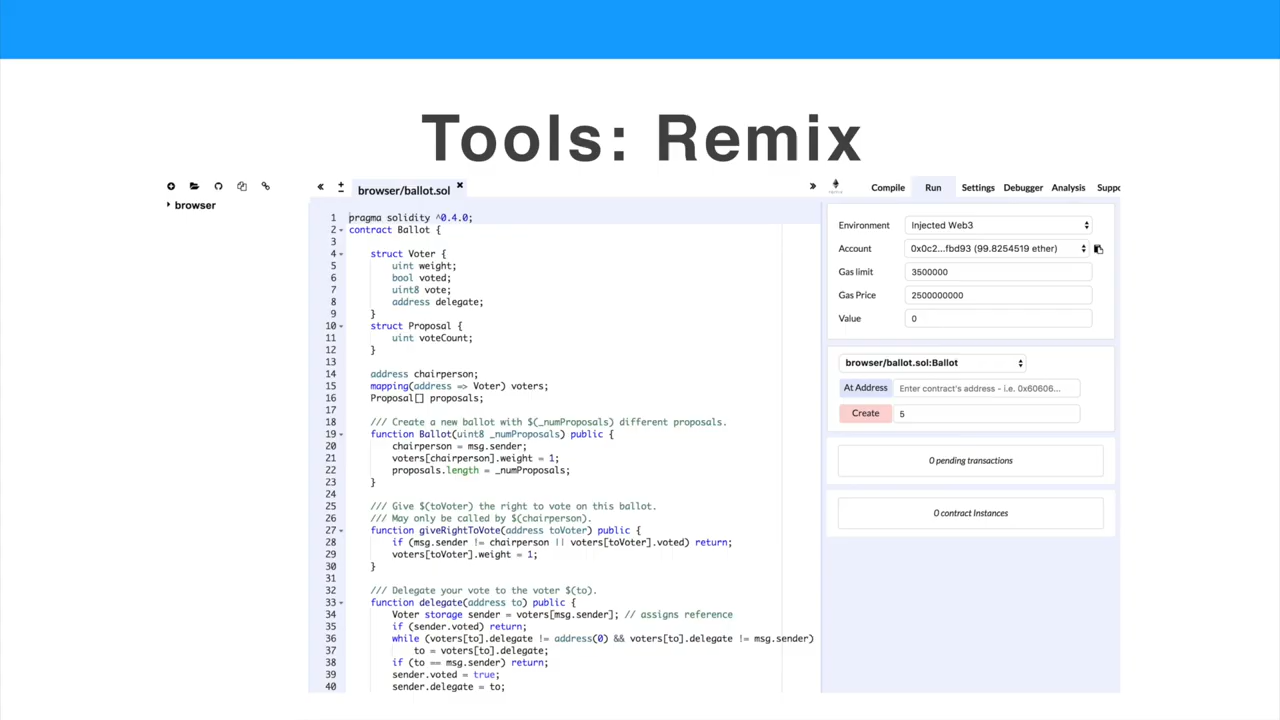 Tools: Remix
browser
browser/ballot.sol
1 pragma solidity ^0.4.0;
2 contract Ballot {
3
4 struct Voter {
5 uint weight;
6 bool voted;
7 uint8 vote;
8 address delegate;
9 }
10 struct Proposal {
11 uint voteCount;
12 }
13
14 address chairperson;
15 mapping(address => Voter) voters;
16 Proposal[] proposals;
17
18 /// Create a new ballot with $(_numProposals) different proposals.
19 function Ballot(uint8 _numProposals) public {
20 chairperson = msg.sender;
21 voters[chairperson].weight = 1;
22 proposals.length = _numProposals;
23 }
24
25 /// Give $(toVoter) the right to vote on this ballot.
26 /// May only be called by $(chairperson).
27 function giveRightToVote(address toVoter) public {
28 if (msg.sender != chairperson || voters[toVoter].voted) return;
29 voters[toVoter].weight = 1;
30 }
31
32 /// Delegate your vote to the voter $(to).
33 function delegate(address to) public {
34 Voter storage sender = voters[msg.sender]; // assigns reference
35 if (sender.voted) return;
36 while (voters[to].delegate != address(0) && voters[to].delegate != msg.sender)
37 to = voters[to].delegate;
38 if (to == msg.sender) return;
39 sender.voted = true;
40 sender.delegate = to;
Compile Run Settings Debugger Analysis Suppo
Environment Injected Web3
Account 0x0c2...fbd93 (99.8254519 ether)
Gas limit 3500000
Gas Price 2500000000
Value 0
browser/ballot.sol:Ballot
At Address Enter contract's address - i.e. 0x60606...
Create 5
0 pending transactions
0 contract Instances